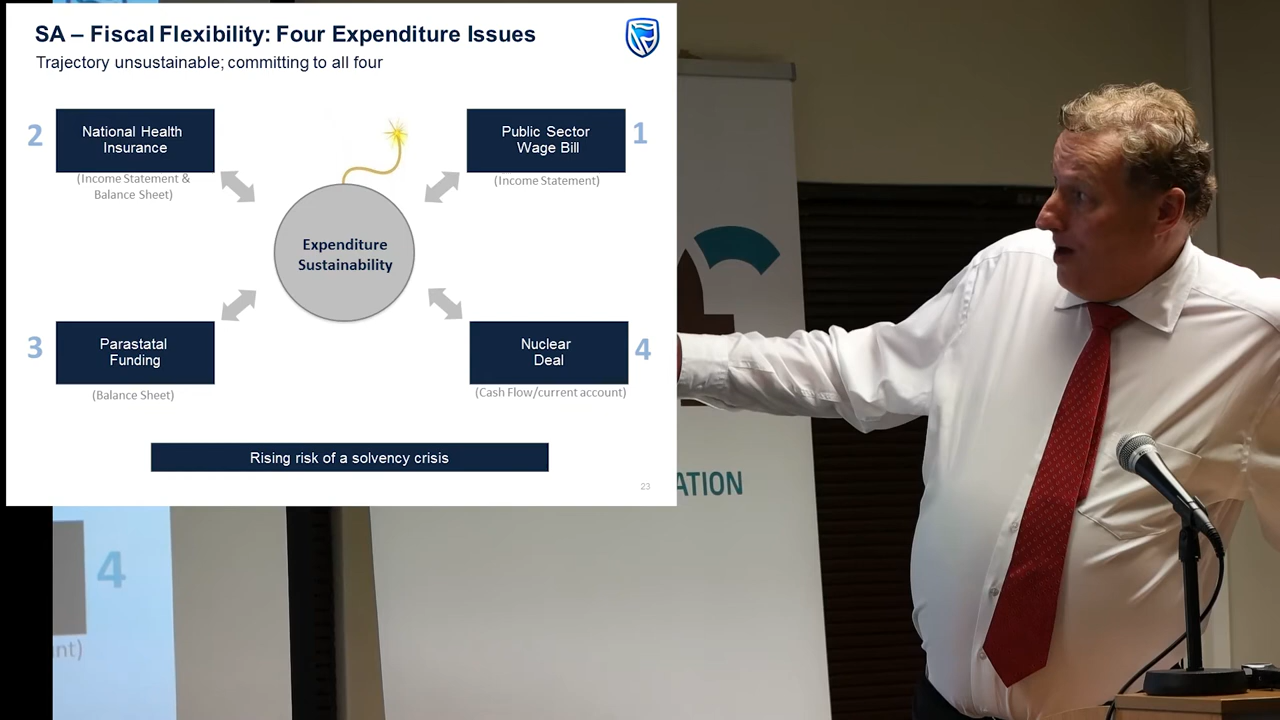 SA – Fiscal Flexibility: Four Expenditure Issues
Trajectory unsustainable; committing to all four
2
National Health
Insurance
(Income Statement &
Balance Sheet)
1
Public Sector
Wage Bill
(Income Statement)
Expenditure
Sustainability
3
Parastatal
Funding
(Balance Sheet)
4
Nuclear
Deal
(Cash Flow/current account)
Rising risk of a solvency crisis
23
ATION
4
nt)